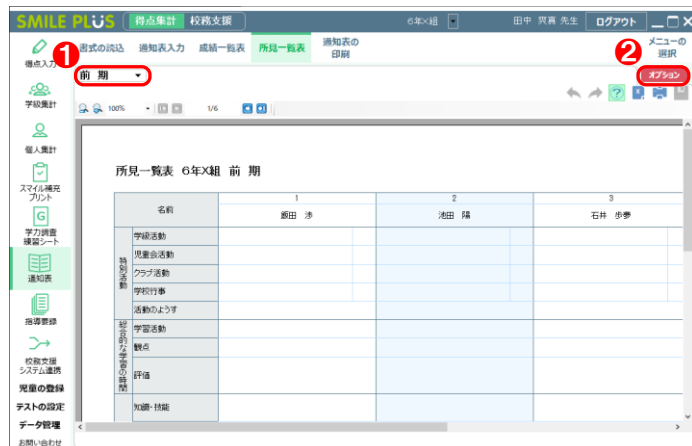 SMILE PLUS 得点集計 校務支援 6年X組 田中 爽真 先生 ログアウト
得点入力
1
書式の読込 通知表入力 成績一覧表 所見一覧表 通知表の
印刷
2
メニューの
選択
前 期
オプション
学級集計
100% 1/6
個人集計
スマイル補充
プリント
G
学力調査
練習シート
通知表
指導要録
校務支援
システム連携
児童の登録
テストの設定
データ管理
お問い合わせ
所見一覧表 6年X組 前 期
名前
1 2 3
飯田 渉 池田 陽 石井 歩夢
特別活動
学級活動
児童会活動
クラブ活動
学校行事
活動のようす
総合的な学習の時間
学習活動
観点
評価
知識・技能